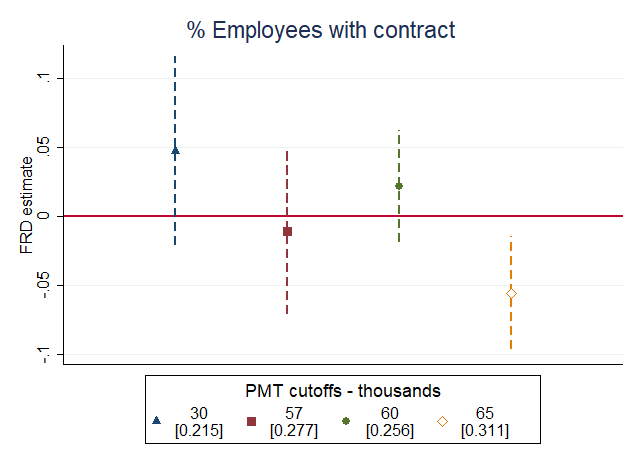 % Employees with contract
FRD estimate
.1
.05
0
-.05
-.1
PMT cutoffs - thousands
30 57 60 65
[0.215] [0.277] [0.256] [0.311]